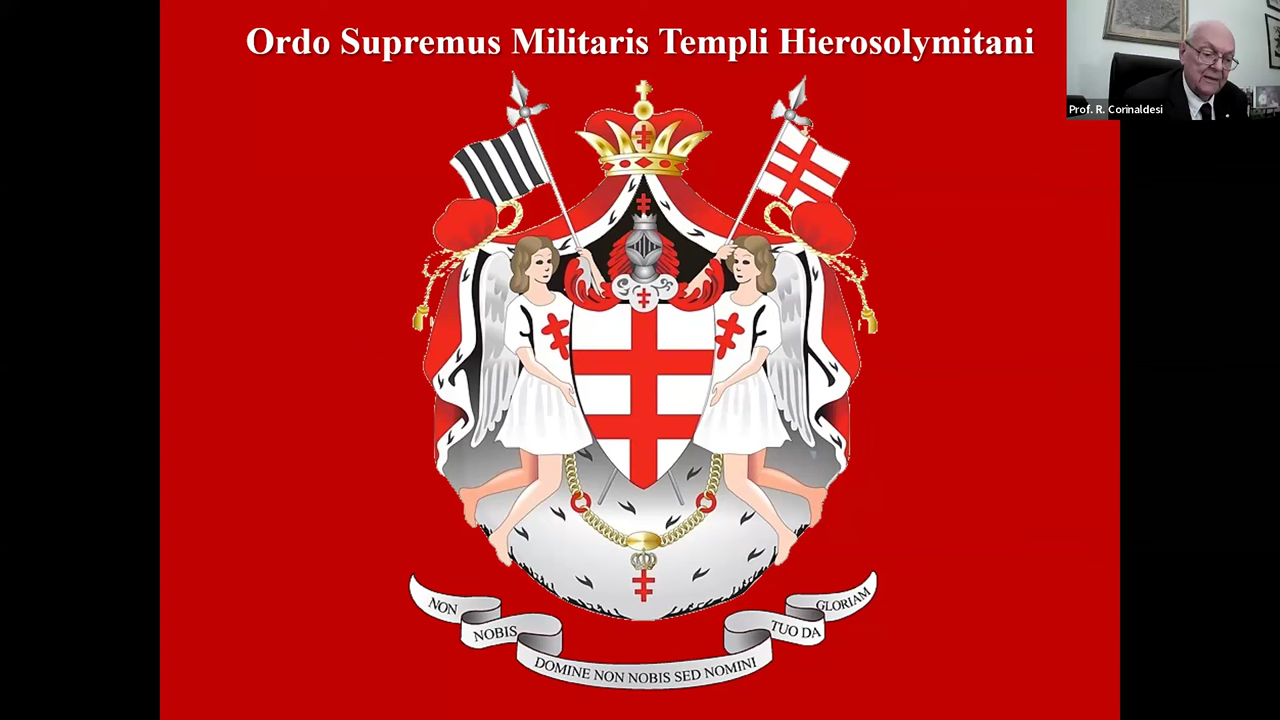 Ordo Supremus Militaris Templi Hierosolymitani
Prof. R. Corinaldesi
NON
NOBIS
DOMINE NON NOBIS SED NOMINI
TUO DA
GLORIAM